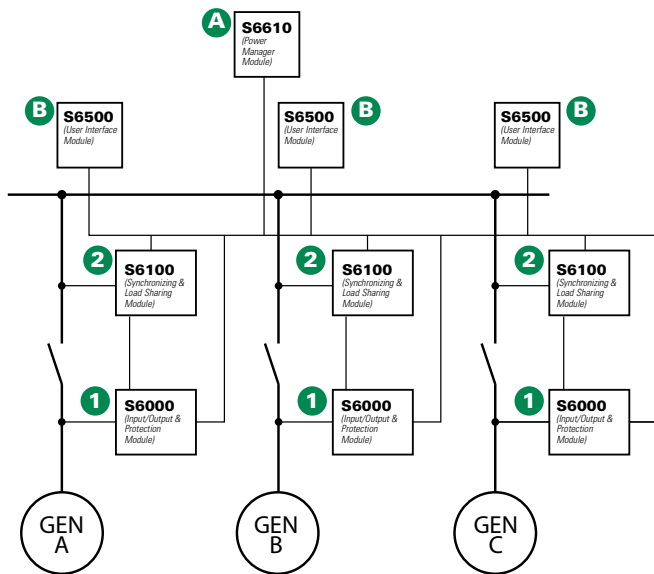 A
S6610
(Power
Manager
Module)
B
S6500
(User Interface
Module)
S6500
(User Interface
Module)
B
S6500
(User Interface
Module)
B
2
S6100
(Synchronizing &
Load Sharing
Module)
2
S6100
(Synchronizing &
Load Sharing
Module)
2
S6100
(Synchronizing &
Load Sharing
Module)
1
S6000
(Input/Output &
Protection
Module)
1
S6000
(Input/Output &
Protection
Module)
1
S6000
(Input/Output &
Protection
Module)
GEN
A
GEN
B
GEN
C